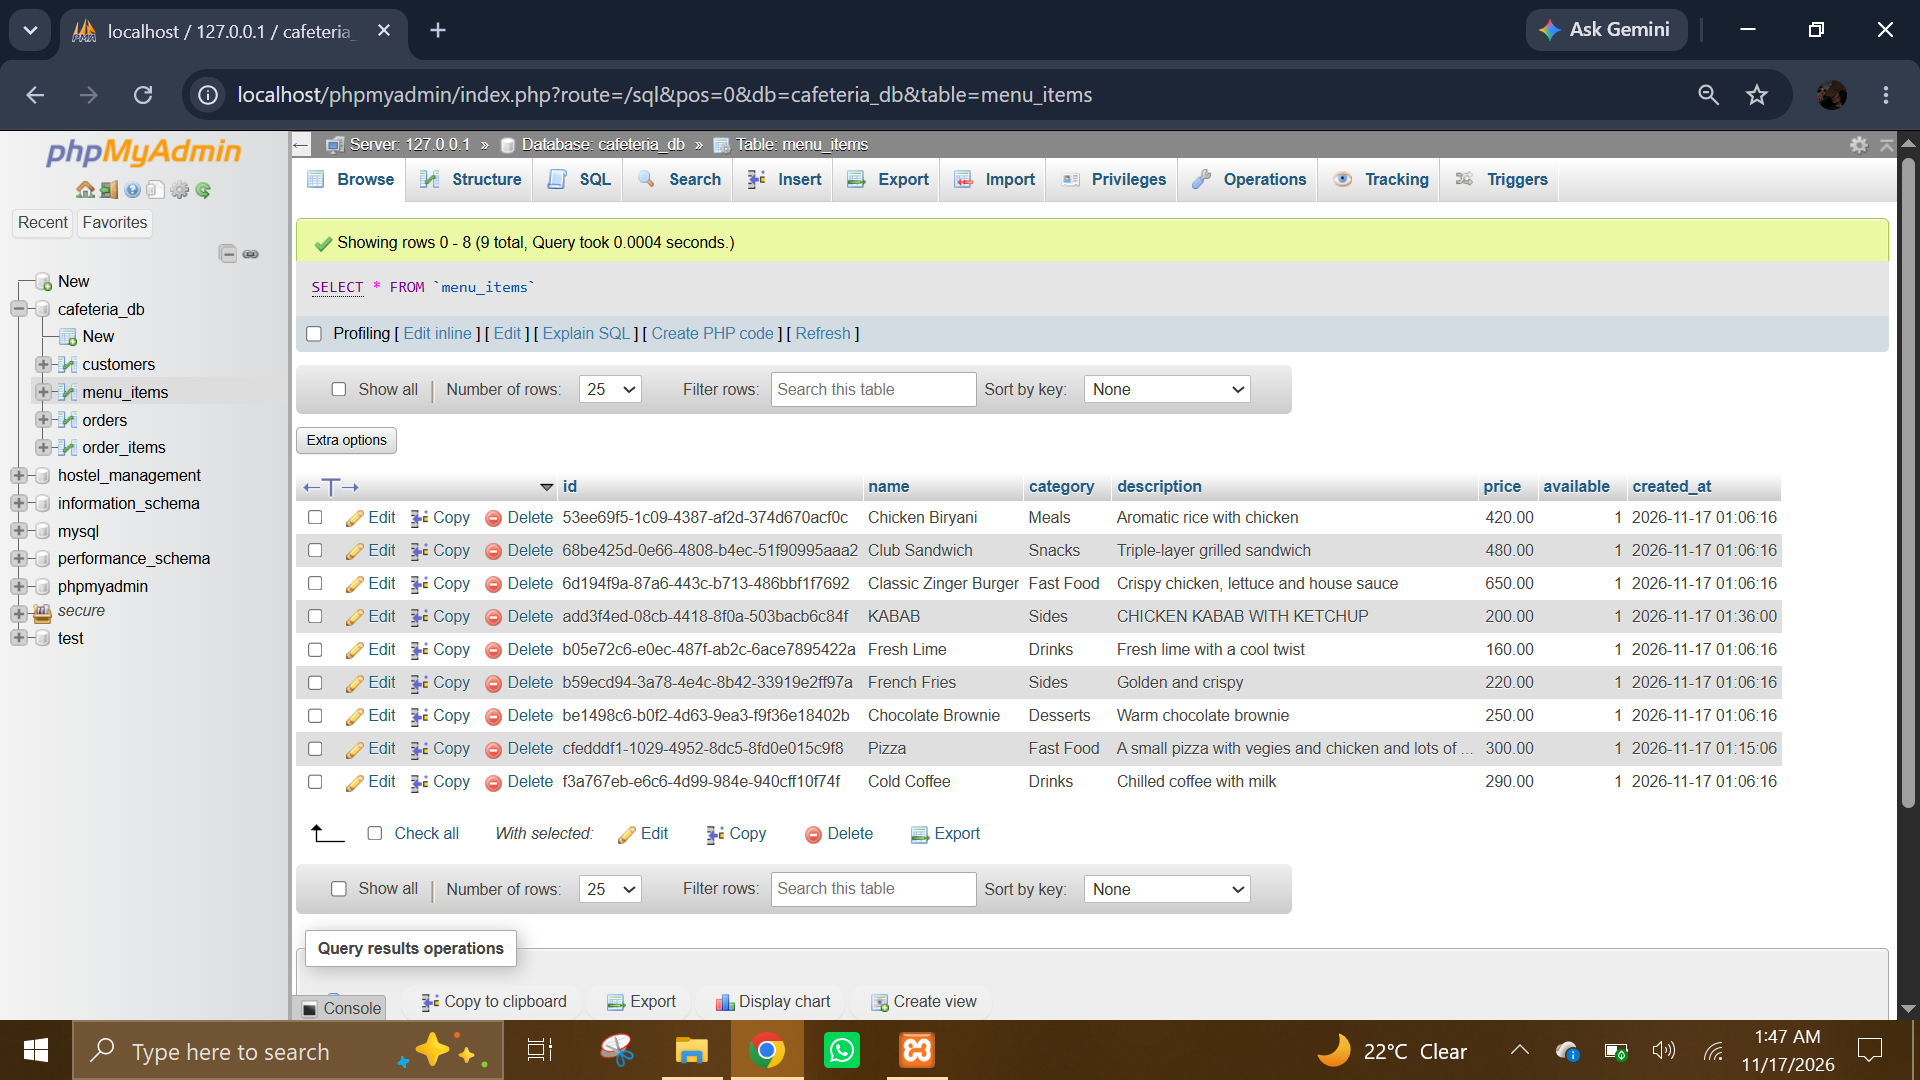 localhost / 127.0.0.1 / cafeteria_
Ask Gemini
localhost/phpmyadmin/index.php?route=/sql&pos=0&db=cafeteria_db&table=menu_items
phpMyAdmin
Recent Favorites
New
cafeteria_db
New
customers
menu_items
orders
order_items
hostel_management
information_schema
mysql
performance_schema
phpmyadmin
secure
test
Server: 127.0.0.1 » Database: cafeteria_db » Table: menu_items
Browse Structure SQL Search Insert Export Import Privileges Operations Tracking Triggers
Showing rows 0 - 8 (9 total, Query took 0.0004 seconds.)
SELECT * FROM `menu_items`
Profiling [ Edit inline ] [ Edit ] [ Explain SQL ] [ Create PHP code ] [ Refresh ]
Show all | Number of rows: 25 Filter rows: Search this table Sort by key: None
Extra options
←T→ id name category description price available created_at
Edit Copy Delete 53ee69f5-1c09-4387-af2d-374d670acf0c Chicken Biryani Meals Aromatic rice with chicken 420.00 1 2026-11-17 01:06:16
Edit Copy Delete 68be425d-0e66-4808-b4ec-51f90995aaa2 Club Sandwich Snacks Triple-layer grilled sandwich 480.00 1 2026-11-17 01:06:16
Edit Copy Delete 6d194f9a-87a6-443c-b713-486bbf1f7692 Classic Zinger Burger Fast Food Crispy chicken, lettuce and house sauce 650.00 1 2026-11-17 01:06:16
Edit Copy Delete add3f4ed-08cb-4418-8f0a-503bacb6c84f KABAB Sides CHICKEN KABAB WITH KETCHUP 200.00 1 2026-11-17 01:36:00
Edit Copy Delete b05e72c6-e0ec-487f-ab2c-6ace7895422a Fresh Lime Drinks Fresh lime with a cool twist 160.00 1 2026-11-17 01:06:16
Edit Copy Delete b59ecd94-3a78-4e4c-8b42-33919e2ff97a French Fries Sides Golden and crispy 220.00 1 2026-11-17 01:06:16
Edit Copy Delete be1498c6-b0f2-4d63-9ea3-f9f36e18402b Chocolate Brownie Desserts Warm chocolate brownie 250.00 1 2026-11-17 01:06:16
Edit Copy Delete cfedddf1-1029-4952-8dc5-8fd0e015c9f8 Pizza Fast Food A small pizza with vegies and chicken and lots of ... 300.00 1 2026-11-17 01:15:06
Edit Copy Delete f3a767eb-e6c6-4d99-984e-940cff10f74f Cold Coffee Drinks Chilled coffee with milk 290.00 1 2026-11-17 01:06:16
Check all With selected: Edit Copy Delete Export
Show all | Number of rows: 25 Filter rows: Search this table Sort by key: None
Query results operations
Console Copy to clipboard Export Display chart Create view
Type here to search
22°C Clear
1:47 AM
11/17/2026